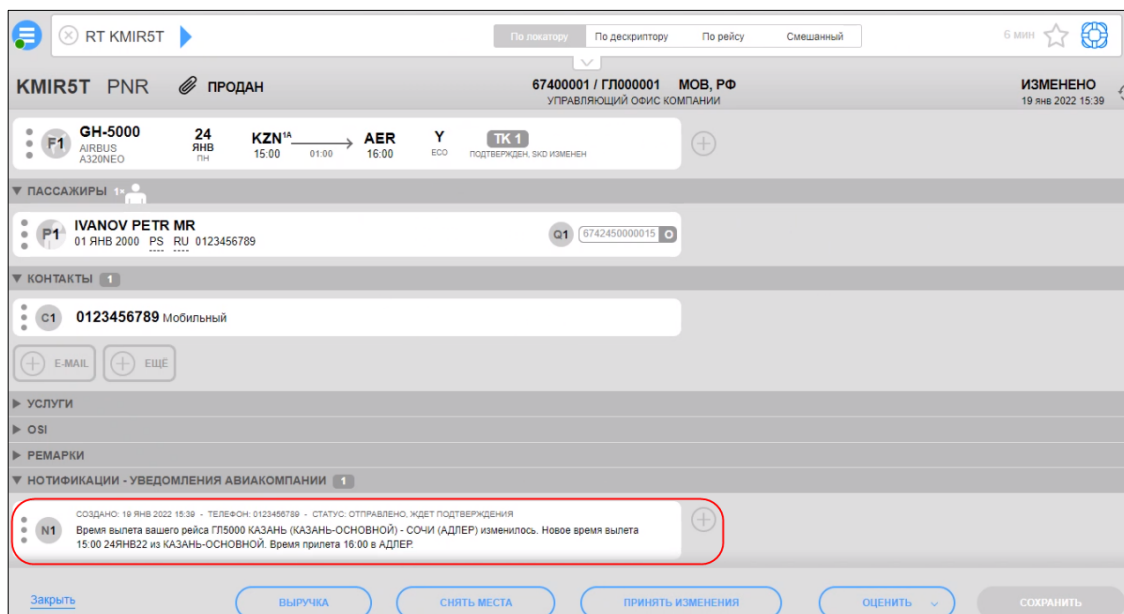 RT KMIR5T
По локатору По дескриптору По рейсу Смешанный
6 мин
KMIR5T PNR ПРОДАН
67400001 / ГЛ000001 МОВ, РФ
УПРАВЛЯЮЩИЙ ОФИС КОМПАНИИ
ИЗМЕНЕНО
19 янв 2022 15:39
F1
GH-5000
AIRBUS
A320NEO
24
ЯНВ
ПН
KZN 1A
15:00
01:00
AER
16:00
Y
ECO
TK 1
ПОДТВЕРЖДЕН, SKD ИЗМЕНЕН
ПАССАЖИРЫ 1×
P1
IVANOV PETR MR
01 ЯНВ 2000 PS RU 0123456789
Q1 6742450000015 O
КОНТАКТЫ 1
C1 0123456789 Мобильный
E-MAIL ЕЩЁ
УСЛУГИ
OSI
РЕМАРКИ
НОТИФИКАЦИИ - УВЕДОМЛЕНИЯ АВИАКОМПАНИИ 1
N1
СОЗДАНО: 19 ЯНВ 2022 15:39 - ТЕЛЕФОН: 0123456789 - СТАТУС: ОТПРАВЛЕНО, ЖДЕТ ПОДТВЕРЖДЕНИЯ
Время вылета вашего рейса ГЛ5000 КАЗАНЬ (КАЗАНЬ-ОСНОВНОЙ) - СОЧИ (АДЛЕР) изменилось. Новое время вылета
15:00 24ЯНВ22 из КАЗАНЬ-ОСНОВНОЙ. Время прилета 16:00 в АДЛЕР.
Закрыть ВЫРУЧКА СНЯТЬ МЕСТА ПРИНЯТЬ ИЗМЕНЕНИЯ ОЦЕНИТЬ СОХРАНИТЬ